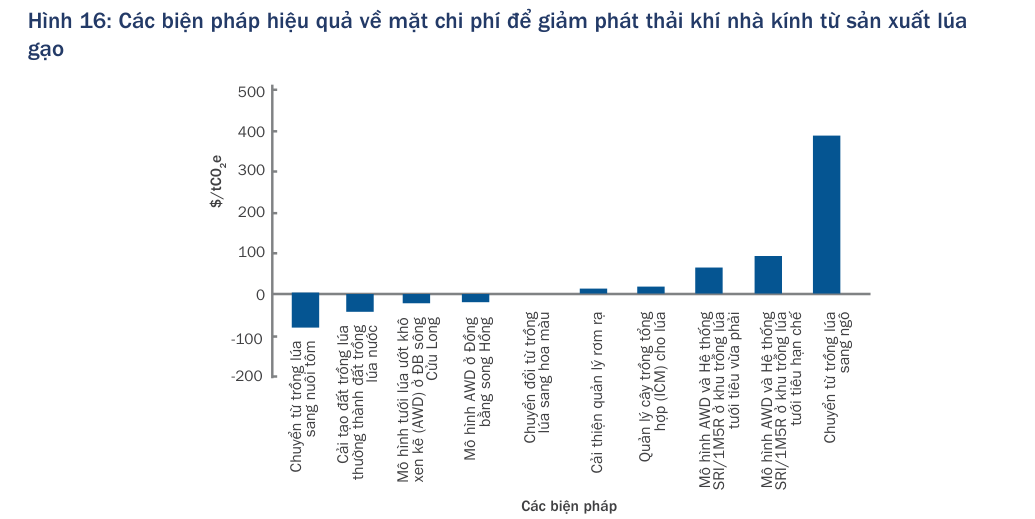 Hình 16: Các biện pháp hiệu quả về mặt chi phí để giảm phát thải khí nhà kính từ sản xuất lúa
gạo
$/tCO₂e
500
400
300
200
100
0
-100
-200
Chuyển từ trồng lúa
sang nuôi tôm
Cải tạo đất trồng lúa
thường thành đất trồng
lúa nước
Mô hình tưới lúa ướt khô
xen kẽ (AWD) ở ĐB sông
Cửu Long
Mô hình AWD ở Đồng
bằng song Hồng
Chuyển đổi từ trồng
lúa sang hoa màu
Cải thiện quản lý rơm rạ
Quản lý cây trồng tổng
hợp (ICM) cho lúa
Mô hình AWD và Hệ thống
SRI/1M5R ở khu trồng lúa
tưới tiêu vừa phải
Mô hình AWD và Hệ thống
SRI/1M5R ở khu trồng lúa
tưới tiêu hạn chế
Chuyển từ trồng lúa
sang ngô
Các biện pháp